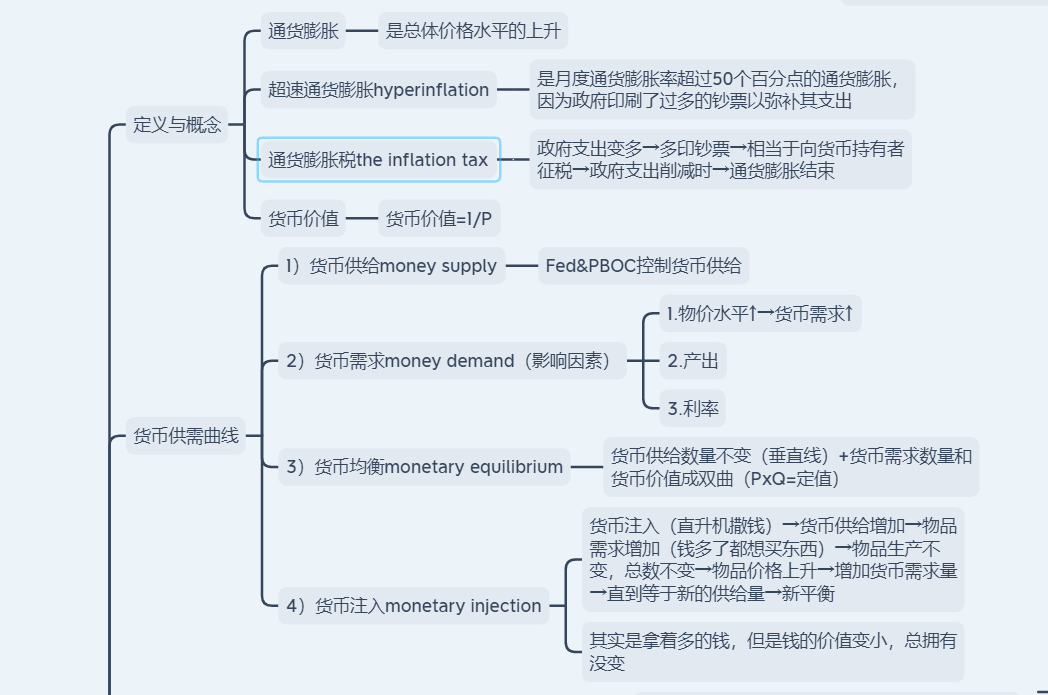 定义与概念
通货膨胀
是总体价格水平的上升
超速通货膨胀hyperinflation
是月度通货膨胀率超过50个百分点的通货膨胀，
因为政府印刷了过多的钞票以弥补其支出
通货膨胀税the inflation tax
政府支出变多→多印钞票→相当于向货币持有者
征税→政府支出削减时→通货膨胀结束
货币价值
货币价值=1/P
货币供需曲线
1）货币供给money supply
Fed&PBOC控制货币供给
2）货币需求money demand（影响因素）
1.物价水平↑→货币需求↑
2.产出
3.利率
3）货币均衡monetary equilibrium
货币供给数量不变（垂直线）+货币需求数量和
货币价值成双曲（PxQ=定值）
4）货币注入monetary injection
货币注入（直升机撒钱）→货币供给增加→物品
需求增加（钱多了都想买东西）→物品生产不
变，总数不变→物品价格上升→增加货币需求量
→直到等于新的供给量→新平衡
其实是拿着多的钱，但是钱的价值变小，总拥有
没变